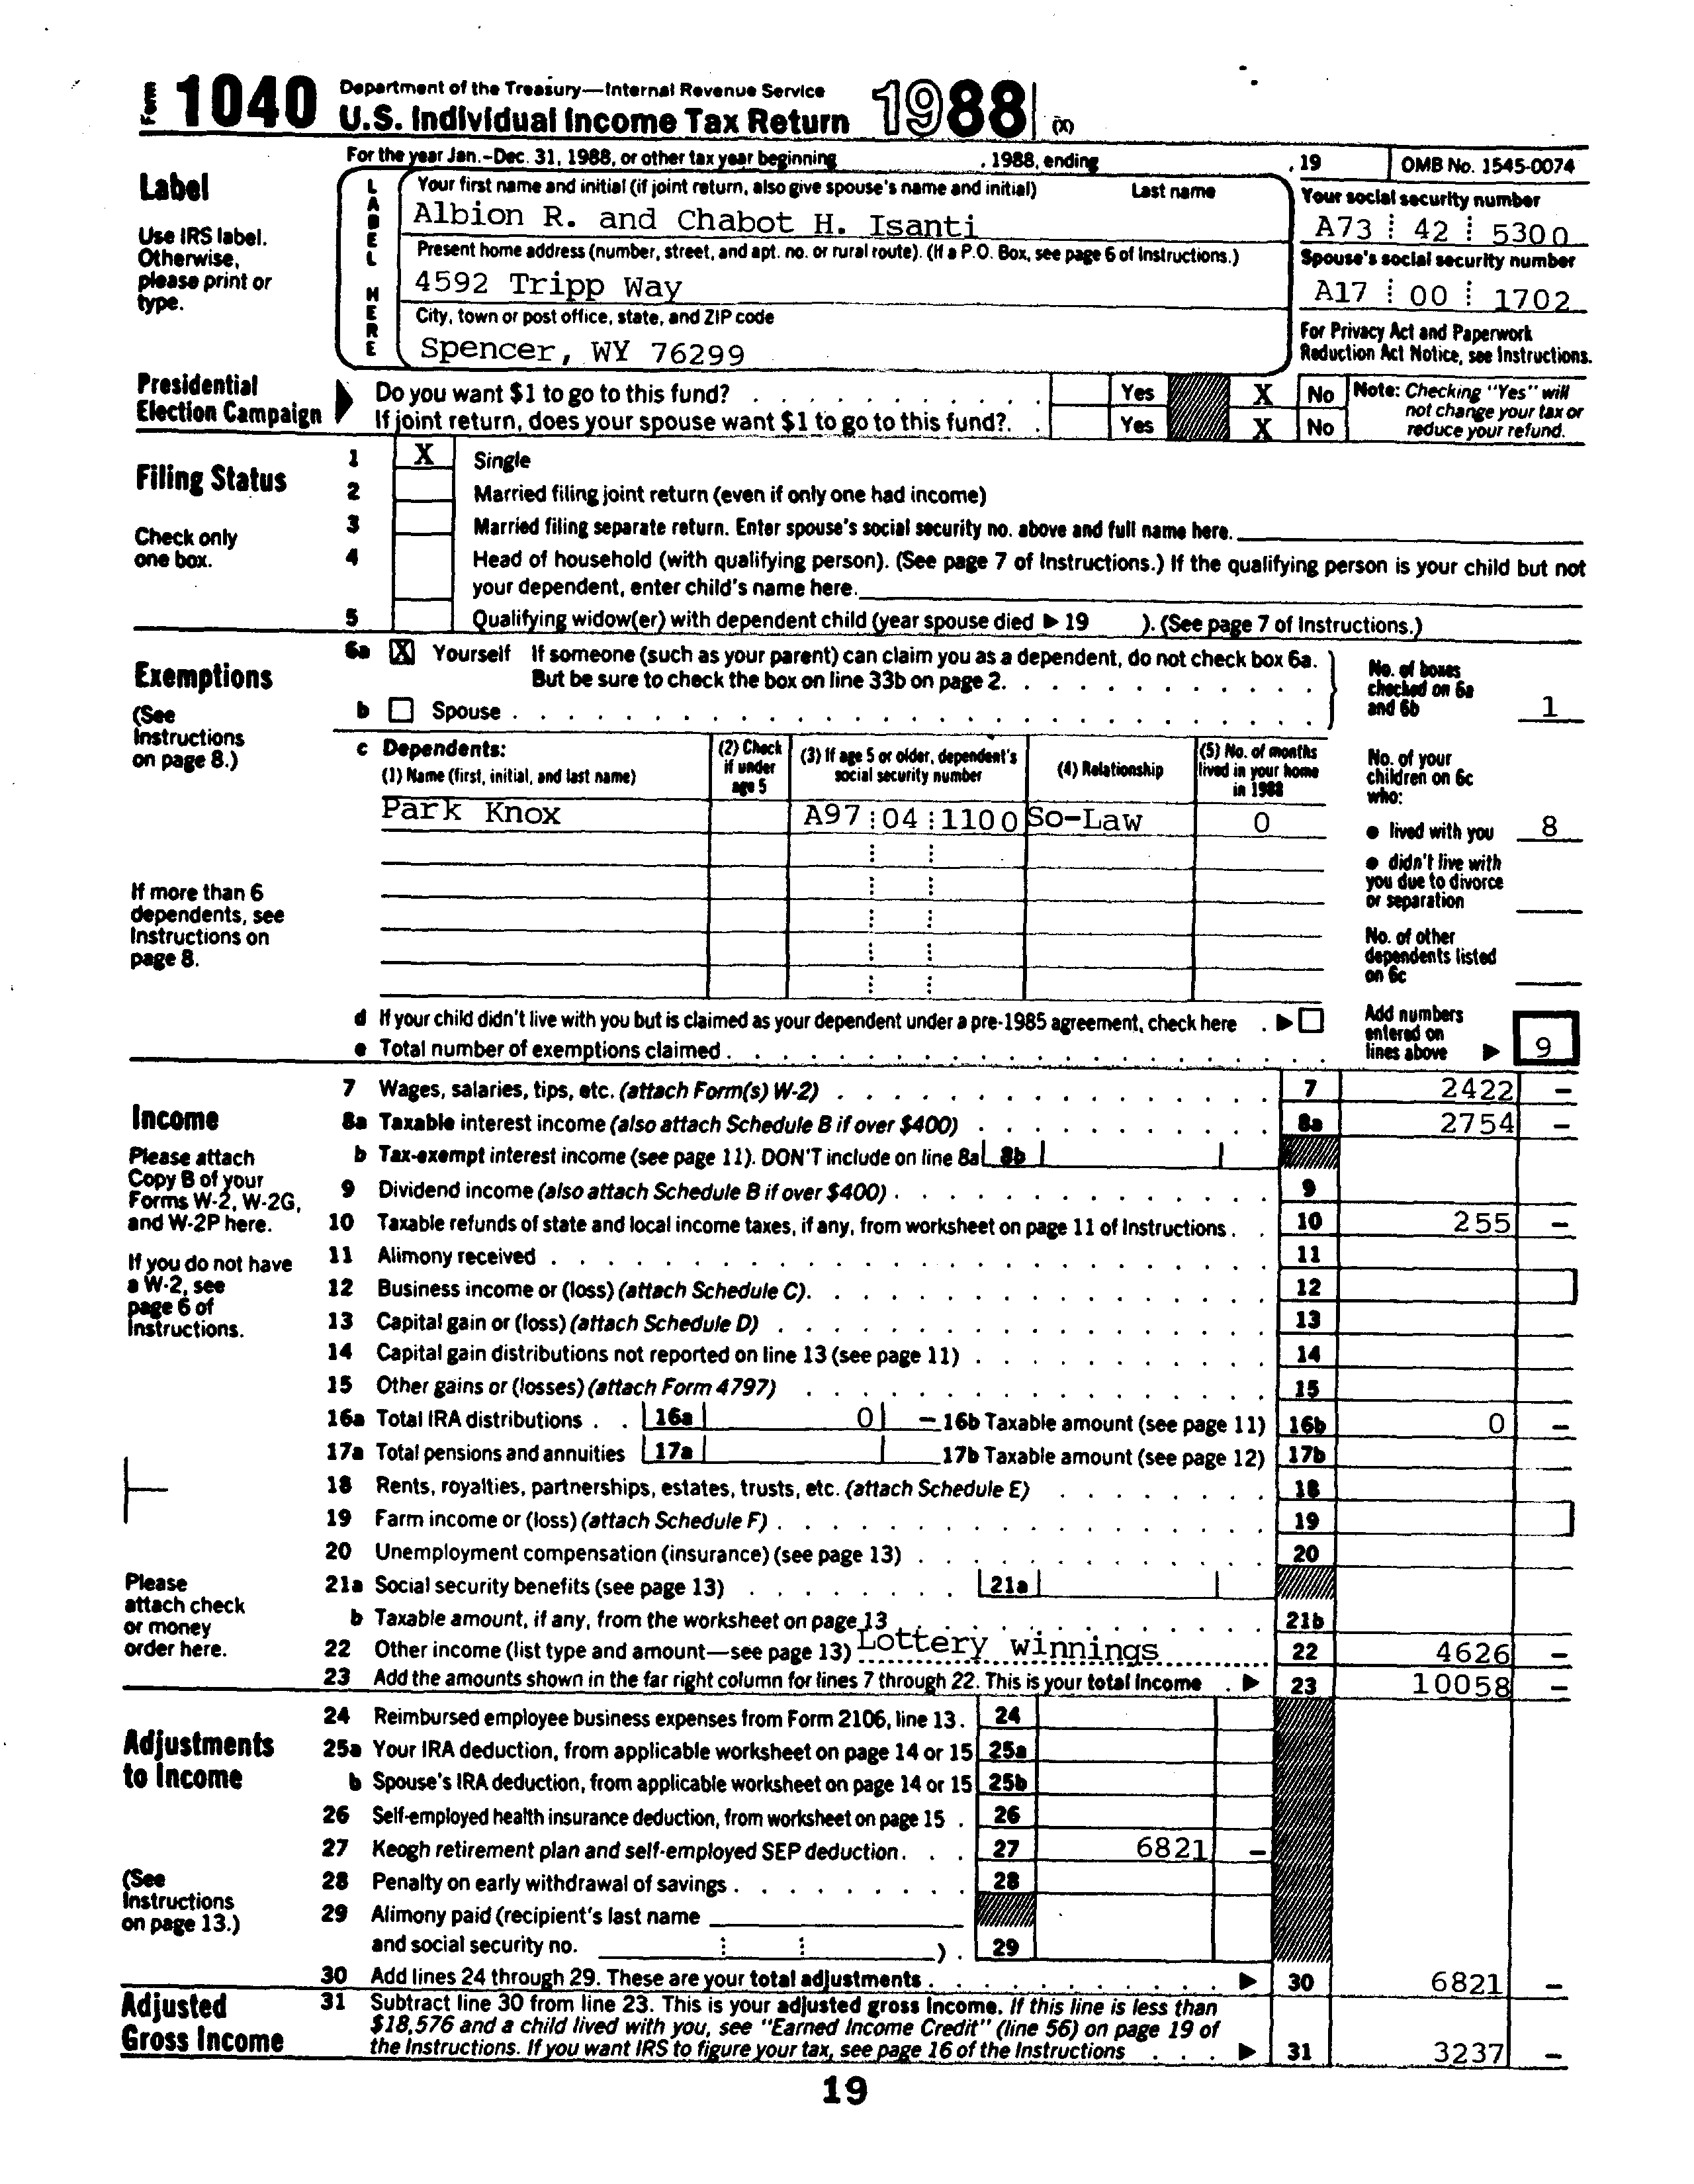 Form 1040 Department of the Treasury—Internal Revenue Service
U.S. Individual Income Tax Return 1988 (X)
For the year Jan.-Dec. 31, 1988, or other tax year beginning , 1988, ending , 19 OMB No. 1545-0074
Label
Use IRS label. Otherwise, please print or type.
LABEL HERE
Your first name and initial (if joint return, also give spouse's name and initial) Last name
Albion R. and Chabot H. Isanti
Your social security number
A73 42 5300
Present home address (number, street, and apt. no. or rural route). (If a P.O. Box, see page 6 of Instructions.)
4592 Tripp Way
Spouse's social security number
A17 00 1702
City, town or post office, state, and ZIP code
Spencer, WY 76299
For Privacy Act and Paperwork Reduction Act Notice, see Instructions.
Presidential Election Campaign
Do you want $1 to go to this fund? Yes X No
If joint return, does your spouse want $1 to go to this fund? Yes X No
Note: Checking "Yes" will not change your tax or reduce your refund.
Filing Status
Check only one box.
1 X Single
2 Married filing joint return (even if only one had income)
3 Married filing separate return. Enter spouse's social security no. above and full name here.
4 Head of household (with qualifying person). (See page 7 of Instructions.) If the qualifying person is your child but not
your dependent, enter child's name here.
5 Qualifying widow(er) with dependent child (year spouse died ▶ 19 ). (See page 7 of Instructions.)
Exemptions
(See Instructions on page 8.)
6a X Yourself If someone (such as your parent) can claim you as a dependent, do not check box 6a.
But be sure to check the box on line 33b on page 2.
b Spouse
No. of boxes checked on 6a and 6b 1
c Dependents:
(1) Name (first, initial, and last name)
(2) Check if under age 5
(3) If age 5 or older, dependent's social security number
(4) Relationship
(5) No. of months lived in your home in 1988
Park Knox A97 04 1100 So-Law 0
If more than 6 dependents, see Instructions on page 8.
No. of your children on 6c who:
● lived with you 8
● didn't live with you due to divorce or separation
No. of other dependents listed on 6c
d If your child didn't live with you but is claimed as your dependent under a pre-1985 agreement, check here ▶
e Total number of exemptions claimed
Add numbers entered on lines above ▶ 9
Income
Please attach Copy B of your Forms W-2, W-2G, and W-2P here.
If you do not have a W-2, see page 6 of Instructions.
Please attach check or money order here.
7 Wages, salaries, tips, etc. (attach Form(s) W-2) 7 2422 –
8a Taxable interest income (also attach Schedule B if over $400) 8a 2754 –
b Tax-exempt interest income (see page 11). DON'T include on line 8a 8b
9 Dividend income (also attach Schedule B if over $400) 9
10 Taxable refunds of state and local income taxes, if any, from worksheet on page 11 of Instructions 10 255 –
11 Alimony received 11
12 Business income or (loss) (attach Schedule C) 12
13 Capital gain or (loss) (attach Schedule D) 13
14 Capital gain distributions not reported on line 13 (see page 11) 14
15 Other gains or (losses) (attach Form 4797) 15
16a Total IRA distributions 16a 0 – 16b Taxable amount (see page 11) 16b 0 –
17a Total pensions and annuities 17a 17b Taxable amount (see page 12) 17b
18 Rents, royalties, partnerships, estates, trusts, etc. (attach Schedule E) 18
19 Farm income or (loss) (attach Schedule F) 19
20 Unemployment compensation (insurance) (see page 13) 20
21a Social security benefits (see page 13) 21a
b Taxable amount, if any, from the worksheet on page 13 21b
22 Other income (list type and amount—see page 13) Lottery winnings 22 4626 –
23 Add the amounts shown in the far right column for lines 7 through 22. This is your total income ▶ 23 10058 –
Adjustments to Income
(See Instructions on page 13.)
24 Reimbursed employee business expenses from Form 2106, line 13. 24
25a Your IRA deduction, from applicable worksheet on page 14 or 15 25a
b Spouse's IRA deduction, from applicable worksheet on page 14 or 15 25b
26 Self-employed health insurance deduction, from worksheet on page 15 26
27 Keogh retirement plan and self-employed SEP deduction 27 6821 –
28 Penalty on early withdrawal of savings 28
29 Alimony paid (recipient's last name
and social security no. ) 29
30 Add lines 24 through 29. These are your total adjustments ▶ 30 6821 –
Adjusted Gross Income
31 Subtract line 30 from line 23. This is your adjusted gross income. If this line is less than
$18,576 and a child lived with you, see "Earned Income Credit" (line 56) on page 19 of
the Instructions. If you want IRS to figure your tax, see page 16 of the Instructions ▶ 31 3237 –
19